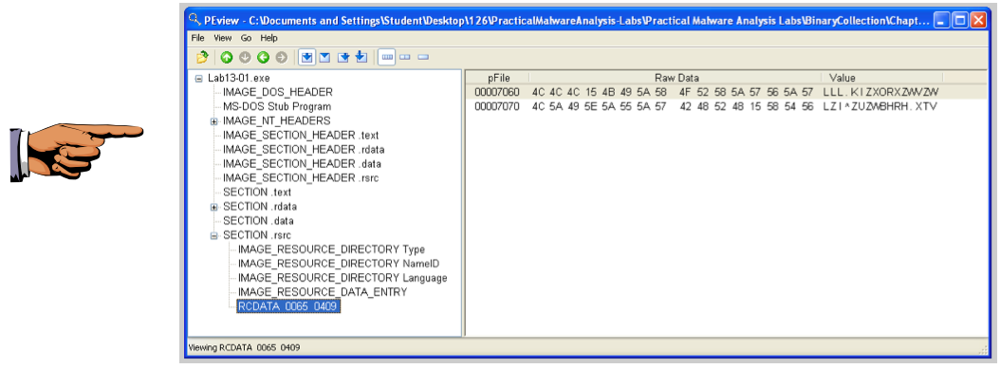 PEview - C:\Documents and Settings\Student\Desktop\126\PracticalMalwareAnalysis-Labs\Practical Malware Analysis Labs\BinaryCollection\Chapt...
File View Go Help
Lab13-01.exe
IMAGE_DOS_HEADER
MS-DOS Stub Program
IMAGE_NT_HEADERS
IMAGE_SECTION_HEADER .text
IMAGE_SECTION_HEADER .rdata
IMAGE_SECTION_HEADER .data
IMAGE_SECTION_HEADER .rsrc
SECTION .text
SECTION .rdata
SECTION .data
SECTION .rsrc
IMAGE_RESOURCE_DIRECTORY Type
IMAGE_RESOURCE_DIRECTORY NameID
IMAGE_RESOURCE_DIRECTORY Language
IMAGE_RESOURCE_DATA_ENTRY
RCDATA 0065 0409
pFile Raw Data Value
00007060 4C 4C 4C 15 4B 49 5A 58 4F 52 58 5A 57 56 5A 57 LLL.KIZXORXZWVZW
00007070 4C 5A 49 5E 5A 55 5A 57 42 48 52 48 15 58 54 56 LZI^ZUZWBHRH.XTV
Viewing RCDATA 0065 0409